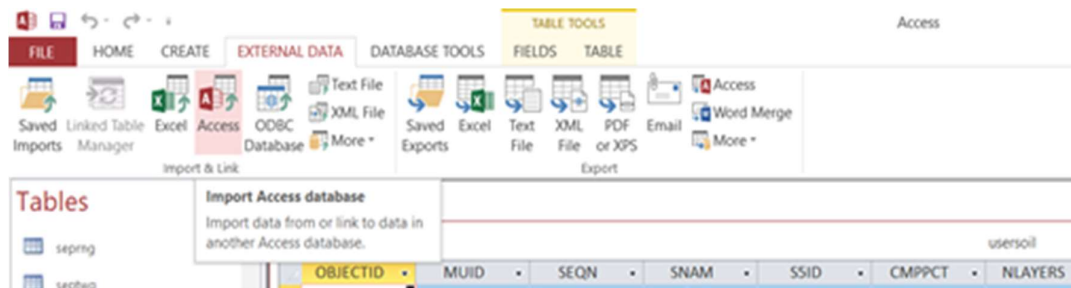 TABLE TOOLS Access
FILE HOME CREATE EXTERNAL DATA DATABASE TOOLS FIELDS TABLE
Saved Imports
Linked Table Manager
Excel
Access
ODBC Database
Text File
XML File
More
Import & Link
Saved Exports
Excel
Text File
XML File
PDF or XPS
Email
Access
Word Merge
More
Export
Import Access database
Import data from or link to data in
another Access database.
Tables
seprng
septwq
usersoil
OBJECTID MUID SEQN SNAM SSID CMPPCT NLAYERS